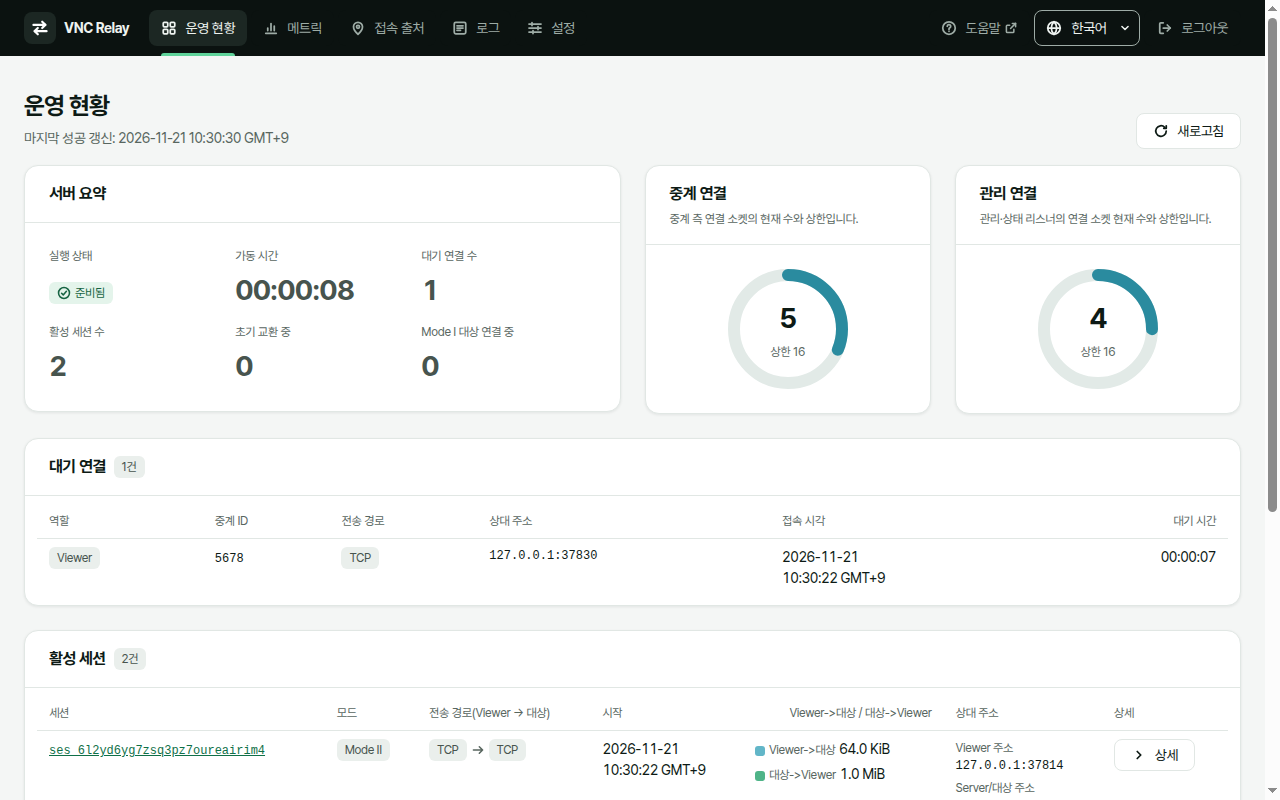 VNC Relay 운영 현황 메트릭 접속 출처 로그 설정 도움말 한국어 로그아웃
운영 현황
마지막 성공 갱신: 2026-11-21 10:30:30 GMT+9
새로고침
서버 요약
실행 상태 가동 시간 대기 연결 수
준비됨 00:00:08 1
활성 세션 수 초기 교환 중 Mode I 대상 연결 중
2 0 0
중계 연결
중계 측 연결 소켓의 현재 수와 상한입니다.
5
상한 16
관리 연결
관리·상태 리스너의 연결 소켓 현재 수와 상한입니다.
4
상한 16
대기 연결 1건
역할 중계 ID 전송 경로 상대 주소 접속 시각 대기 시간
Viewer 5678 TCP 127.0.0.1:37830 2026-11-21 00:00:07
10:30:22 GMT+9
활성 세션 2건
세션 모드 전송 경로(Viewer → 대상) 시작 Viewer->대상 / 대상->Viewer 상대 주소 상세
ses_6l2yd6yg7zsq3pz7oureairim4 Mode II TCP → TCP 2026-11-21 Viewer->대상 64.0 KiB Viewer 주소 상세
10:30:22 GMT+9 대상->Viewer 1.0 MiB 127.0.0.1:37814
Server/대상 주소